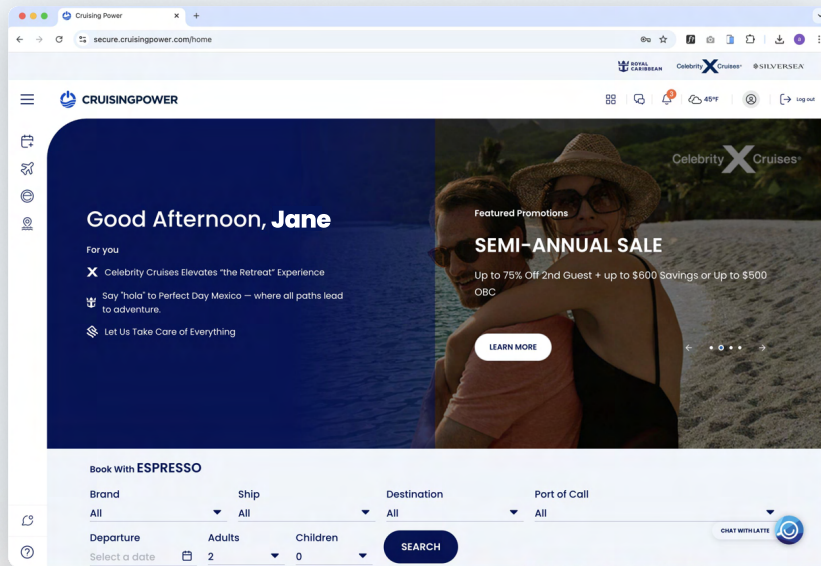 Cruising Power
secure.cruisingpower.com/home
ROYAL CARIBBEAN
Celebrity X Cruises
SILVERSEA
CRUISINGPOWER
3
45°F
Log out
Celebrity X Cruises
Good Afternoon, Jane
For you
Celebrity Cruises Elevates “the Retreat” Experience
Say "hola" to Perfect Day Mexico — where all paths lead
to adventure.
Let Us Take Care of Everything
Featured Promotions
SEMI-ANNUAL SALE
Up to 75% Off 2nd Guest + up to $600 Savings or Up to $500
OBC
LEARN MORE
Book With ESPRESSO
Brand
All
Ship
All
Destination
All
Port of Call
All
Departure
Select a date
Adults
2
Children
0
SEARCH
CHAT WITH LATTE